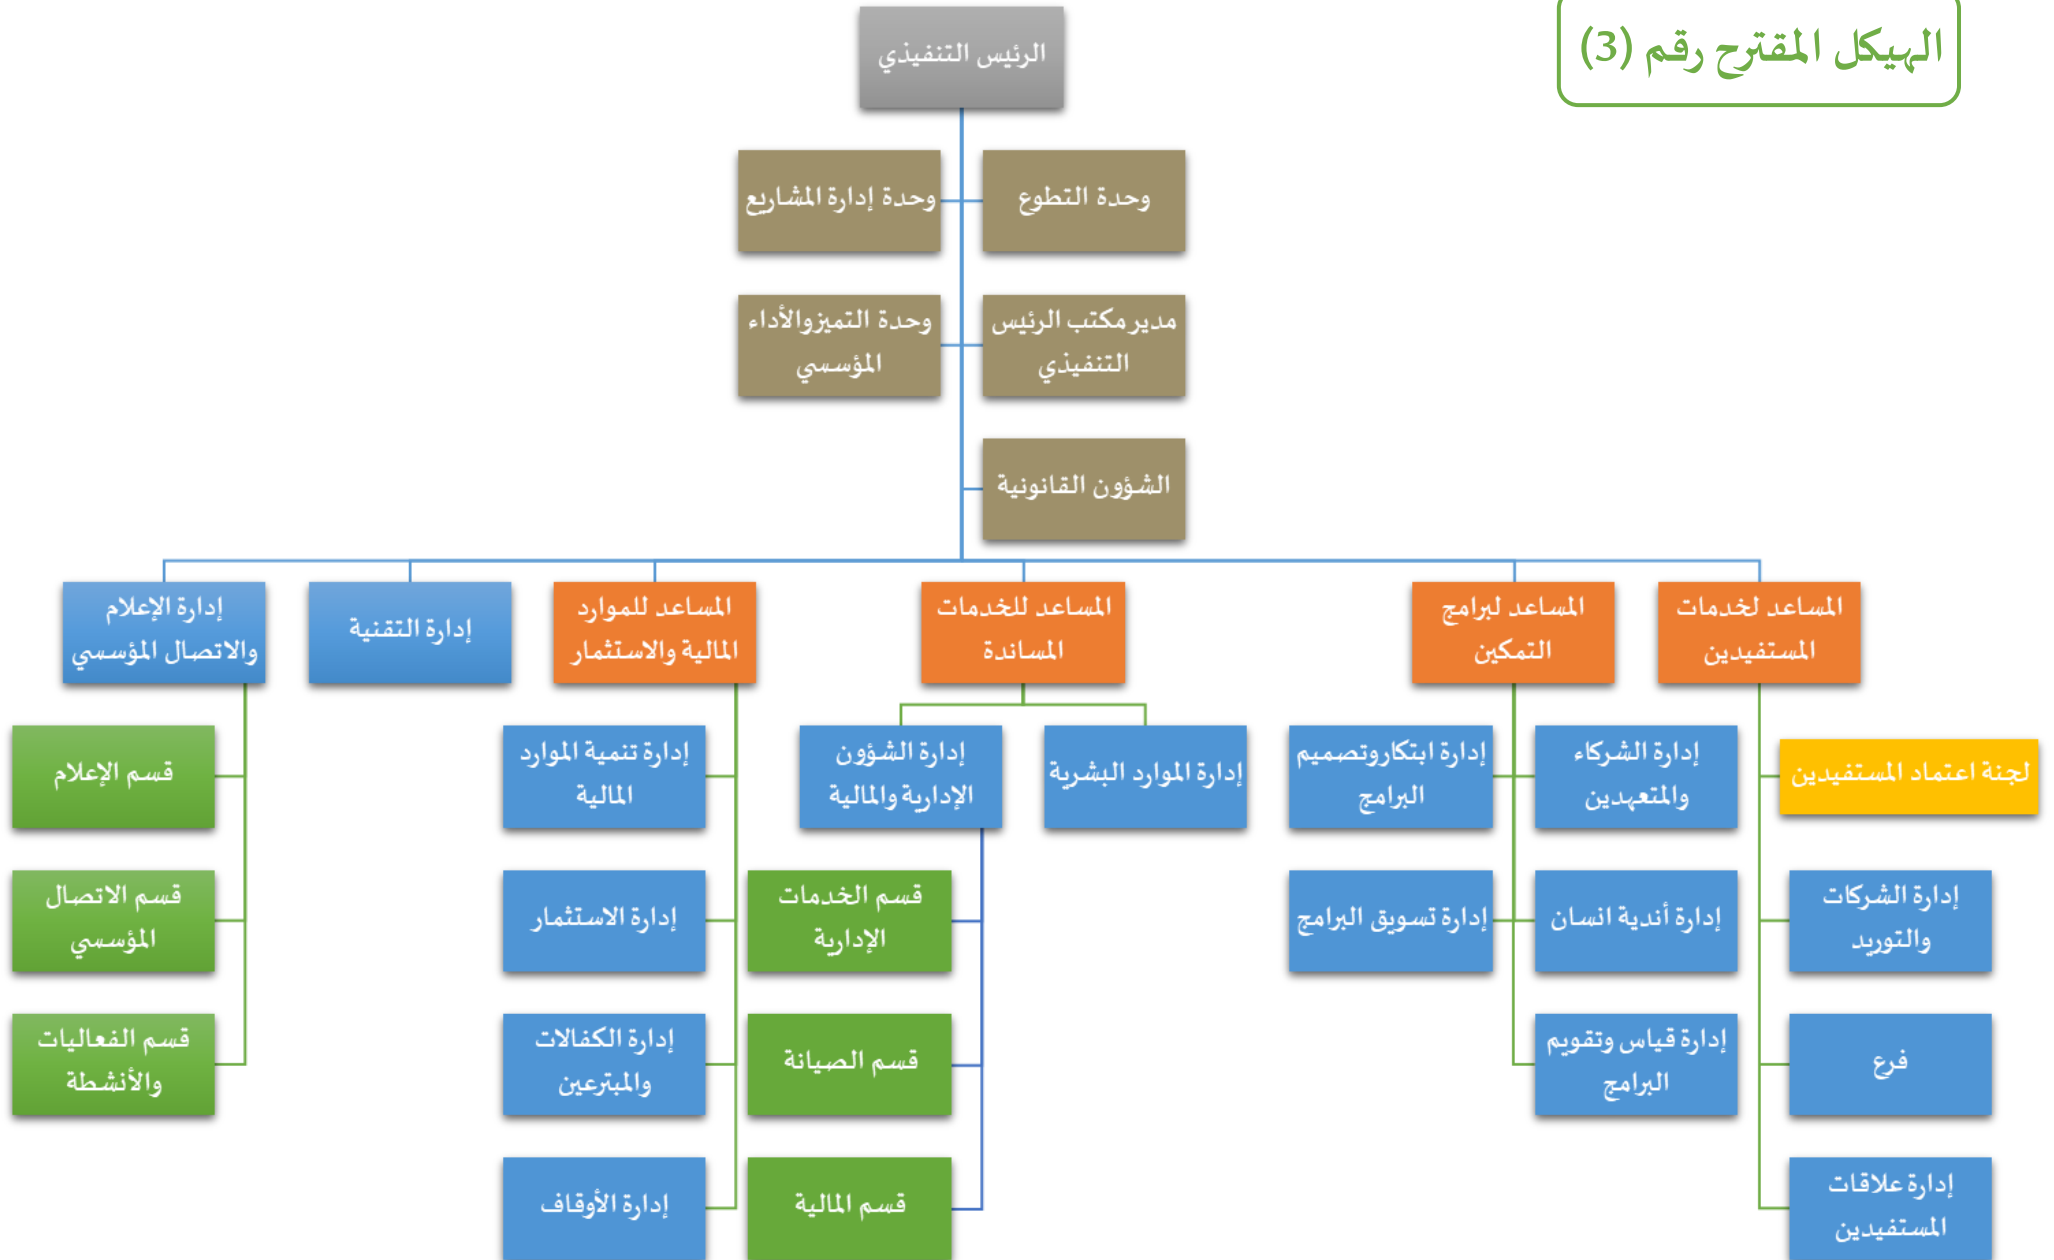 الهيكل المقترح رقم (3)
الرئيس التنفيذي
وحدة التطوع
وحدة إدارة المشاريع
مدير مكتب الرئيس
التنفيذي
وحدة التميز والأداء
المؤسسي
الشؤون القانونية
المساعد لخدمات
المستفيدين
المساعد لبرامج
التمكين
المساعد للخدمات
المساندة
المساعد للموارد
المالية والاستثمار
إدارة التقنية
إدارة الإعلام
والاتصال المؤسسي
لجنة اعتماد المستفيدين
إدارة الشركاء
والمتعهدين
إدارة ابتكار وتصميم
البرامج
إدارة الموارد البشرية
إدارة الشؤون
الإدارية والمالية
إدارة تنمية الموارد
المالية
قسم الإعلام
إدارة الشركات
والتوريد
إدارة أندية انسان
إدارة تسويق البرامج
قسم الخدمات
الإدارية
إدارة الاستثمار
قسم الاتصال
المؤسسي
فرع
إدارة قياس وتقويم
البرامج
قسم الصيانة
إدارة الكفالات
والمبترعين
قسم الفعاليات
والأنشطة
إدارة علاقات
المستفيدين
قسم المالية
إدارة الأوقاف